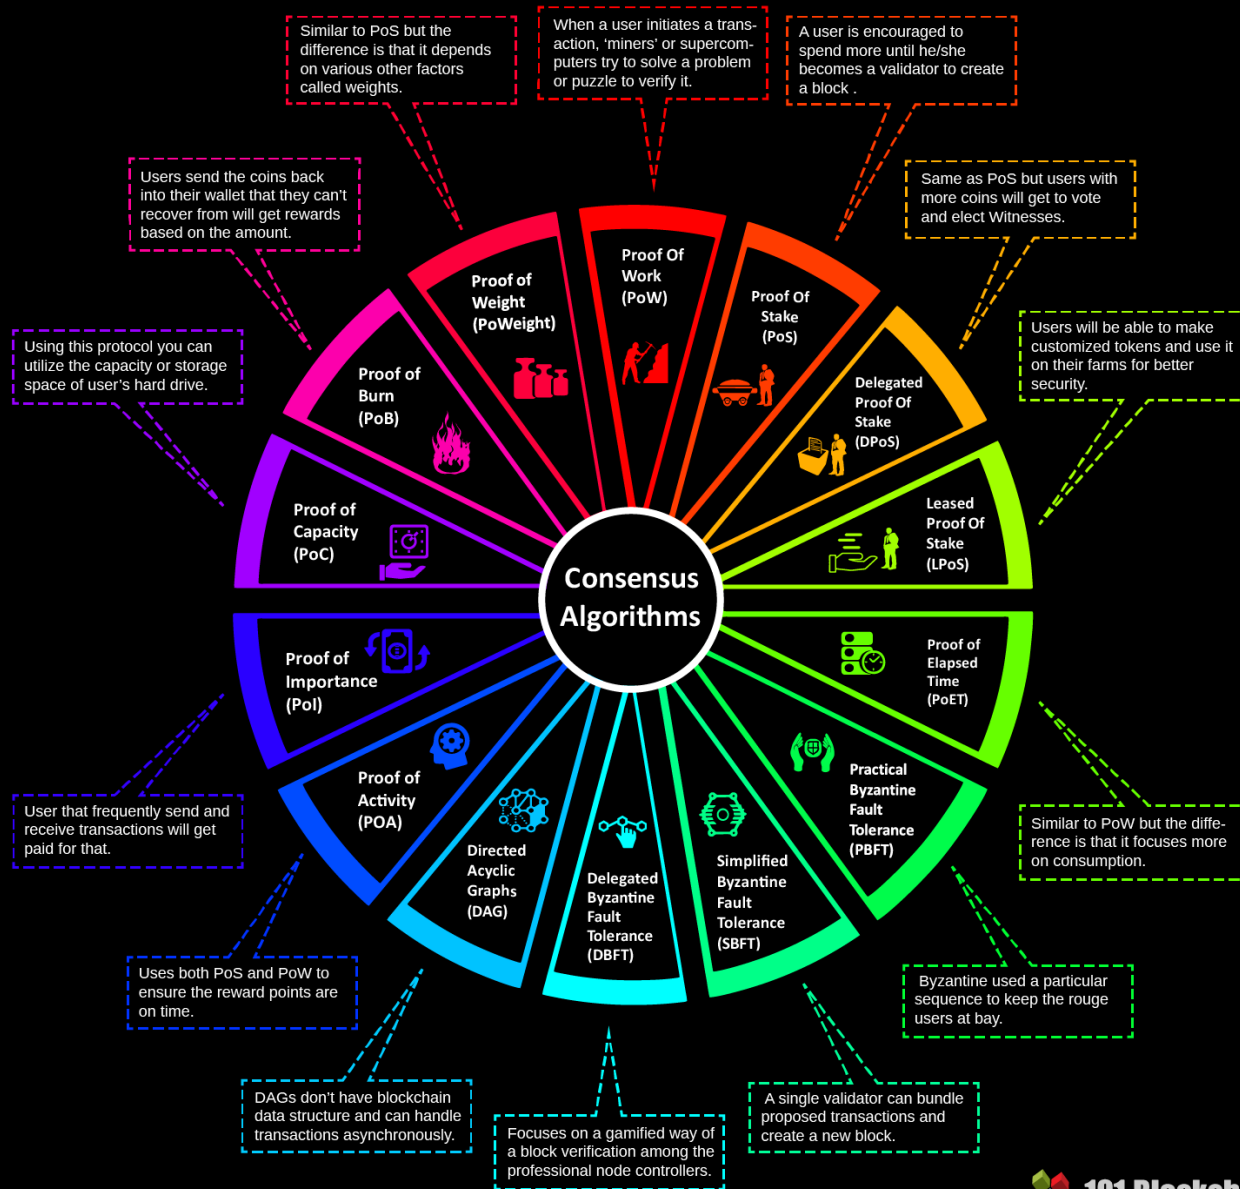 Similar to PoS but the
difference is that it depends
on various other factors
called weights.
When a user initiates a trans-
action, ‘miners’ or supercom-
puters try to solve a problem
or puzzle to verify it.
A user is encouraged to
spend more until he/she
becomes a validator to create
a block .
Users send the coins back
into their wallet that they can’t
recover from will get rewards
based on the amount.
Same as PoS but users with
more coins will get to vote
and elect Witnesses.
Using this protocol you can
utilize the capacity or storage
space of user’s hard drive.
Users will be able to make
customized tokens and use it
on their farms for better
security.
Proof of
Weight
(PoWeight)
Proof Of
Work
(PoW)
Proof Of
Stake
(PoS)
Proof of
Burn
(PoB)
Delegated
Proof Of
Stake
(DPoS)
Proof of
Capacity
(PoC)
Leased
Proof Of
Stake
(LPoS)
Consensus
Algorithms
Proof of
Importance
(PoI)
Proof of
Elapsed
Time
(PoET)
Proof of
Activity
(POA)
Directed
Acyclic
Graphs
(DAG)
Delegated
Byzantine
Fault
Tolerance
(DBFT)
Simplified
Byzantine
Fault
Tolerance
(SBFT)
Practical
Byzantine
Fault
Tolerance
(PBFT)
User that frequently send and
receive transactions will get
paid for that.
Similar to PoW but the diffe-
rence is that it focuses more
on consumption.
Uses both PoS and PoW to
ensure the reward points are
on time.
Byzantine used a particular
sequence to keep the rouge
users at bay.
DAGs don’t have blockchain
data structure and can handle
transactions asynchronously.
Focuses on a gamified way of
a block verification among the
professional node controllers.
A single validator can bundle
proposed transactions and
create a new block.
101